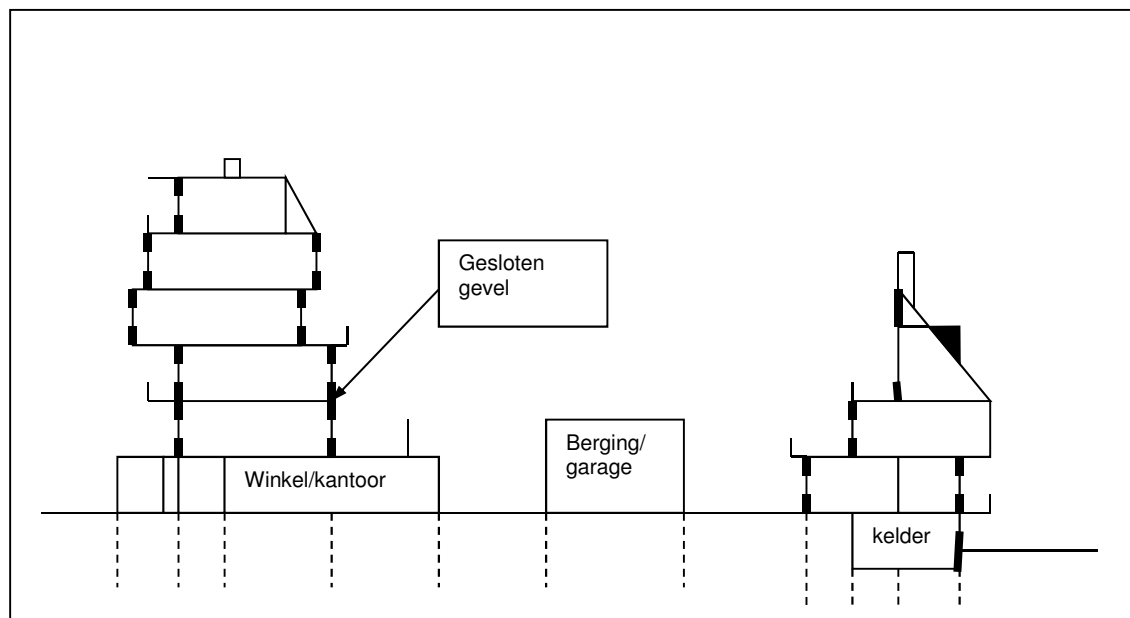 Gesloten
gevel
Berging/
garage
Winkel/kantoor
kelder